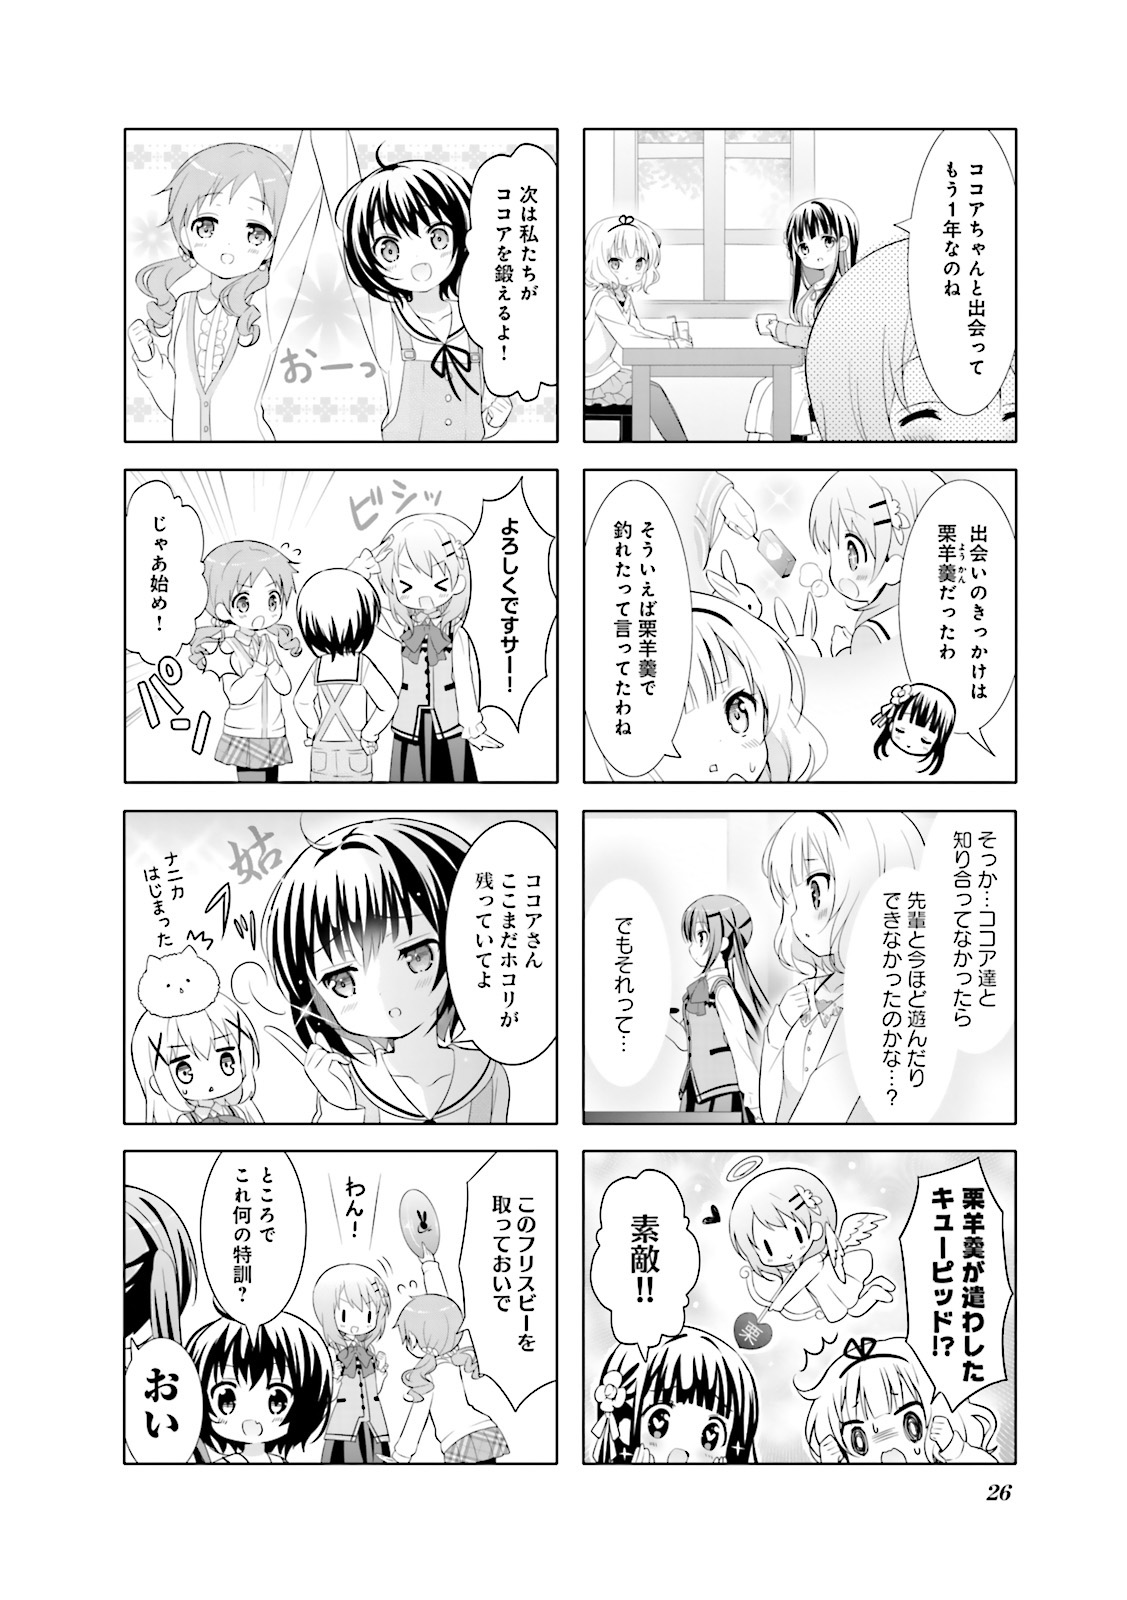 ココアちゃんと出会って
もう1年なのね
出会いのきっかけは
栗羊羹だったわ
ようかん
そういえば栗羊羹で
釣れたって言ってたわね
そっか…ココア達と
知り合ってなかったら
先輩と今ほど遊んだり
できなかったのかな…?
でもそれって…
栗羊羹が遣わした
キューピッド!?
栗
素敵!!
次は私たちが
ココアを鍛えるよ!
おーっ
よろしくですサー!
ビシッ
じゃあ始め!
パンパン
ココアさん
ここまだホコリが
残っていてよ
姑
ナニカ
はじまった
このフリスビーを
取っておいで
わん!
ところで
これ何の特訓?
おい
26